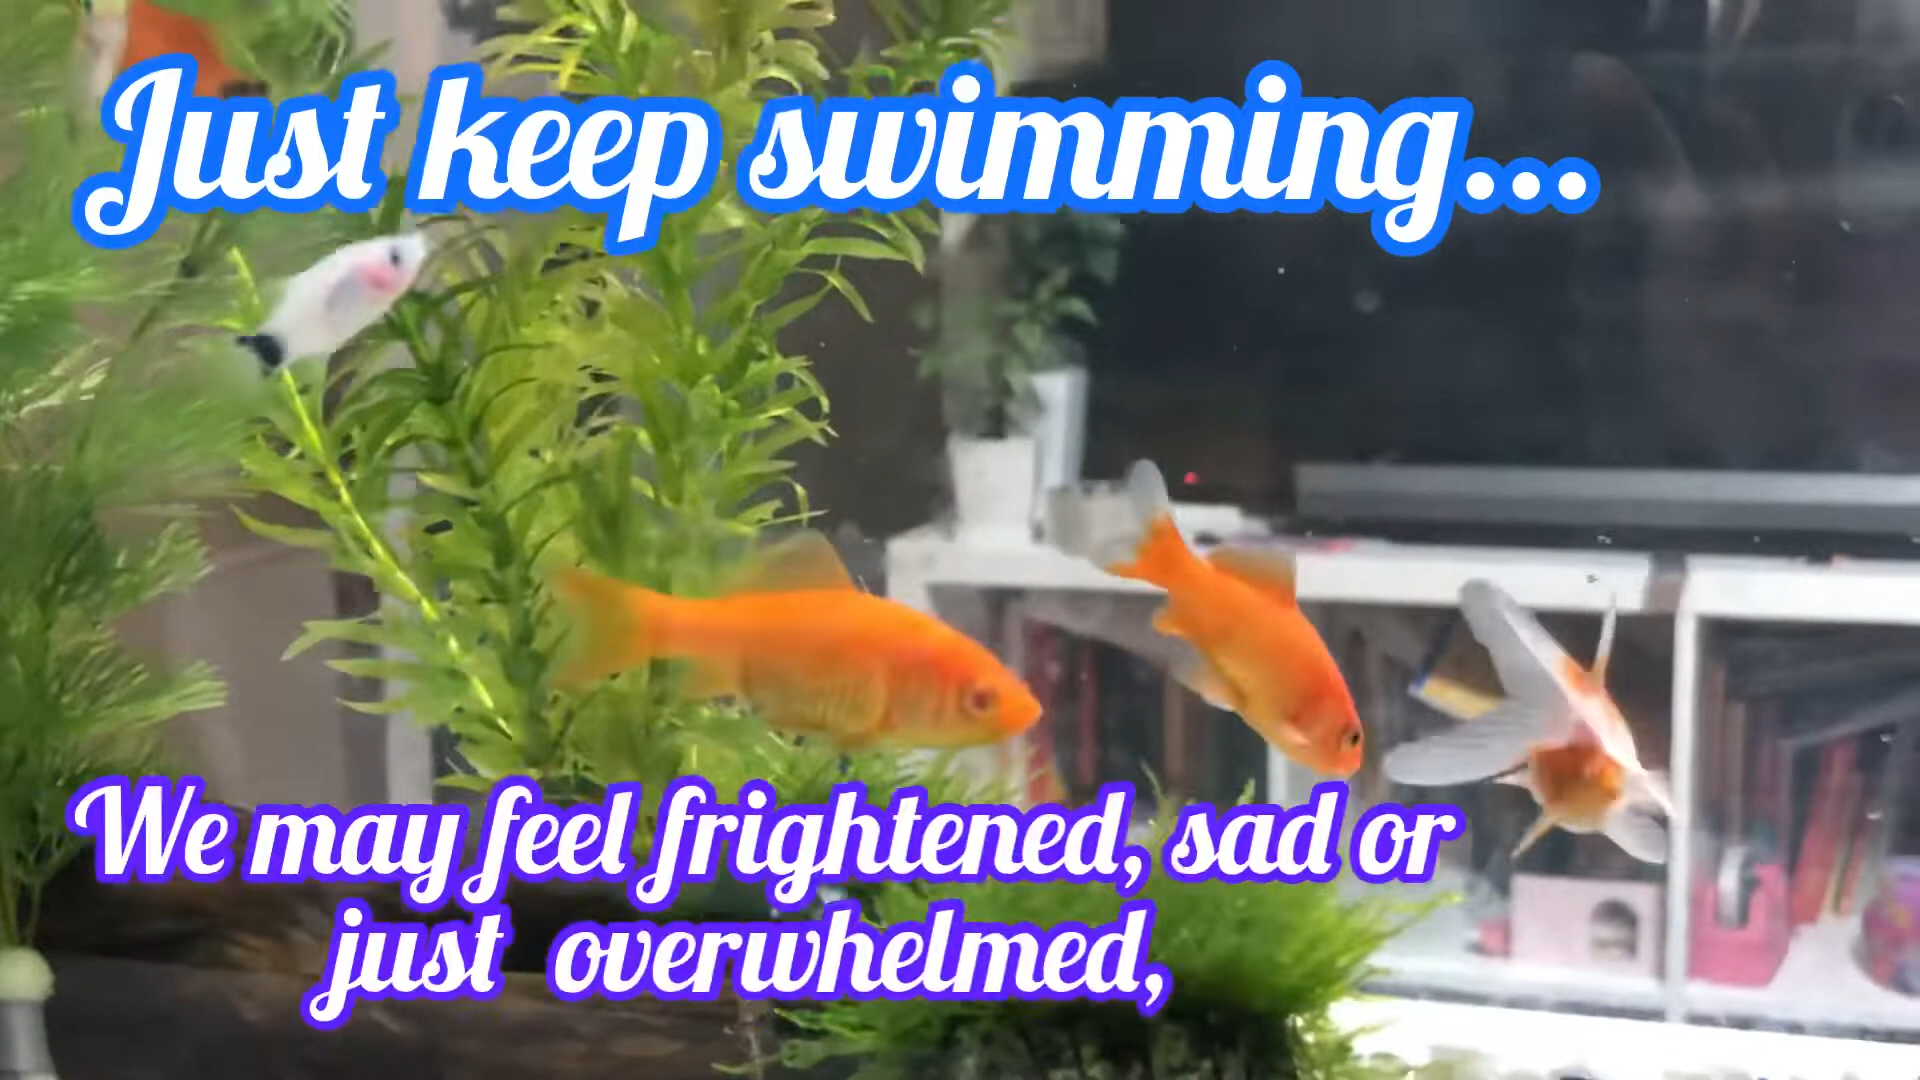 Just keep swimming...
We may feel frightened, sad or
just overwhelmed,